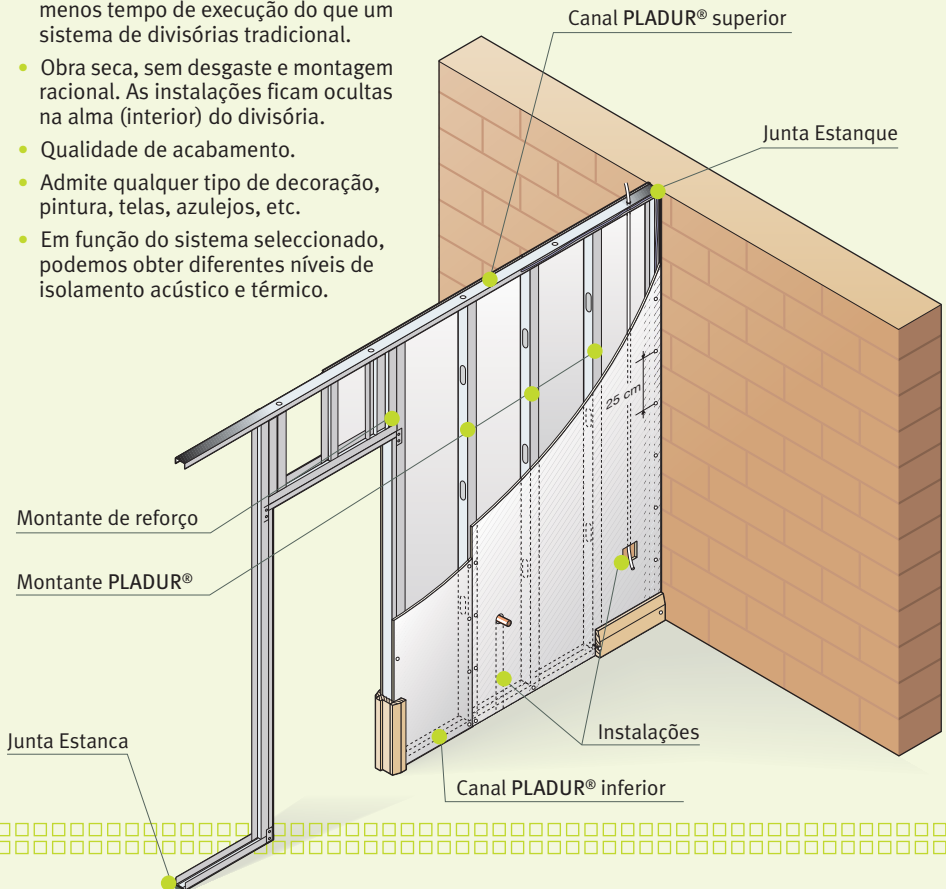 menos tempo de execução do que um
sistema de divisórias tradicional.
• Obra seca, sem desgaste e montagem
racional. As instalações ficam ocultas
na alma (interior) do divisória.
• Qualidade de acabamento.
• Admite qualquer tipo de decoração,
pintura, telas, azulejos, etc.
• Em função do sistema seleccionado,
podemos obter diferentes níveis de
isolamento acústico e térmico.
Canal PLADUR® superior
Junta Estanque
25 cm
Montante de reforço
Montante PLADUR®
Instalações
Junta Estanca
Canal PLADUR® inferior